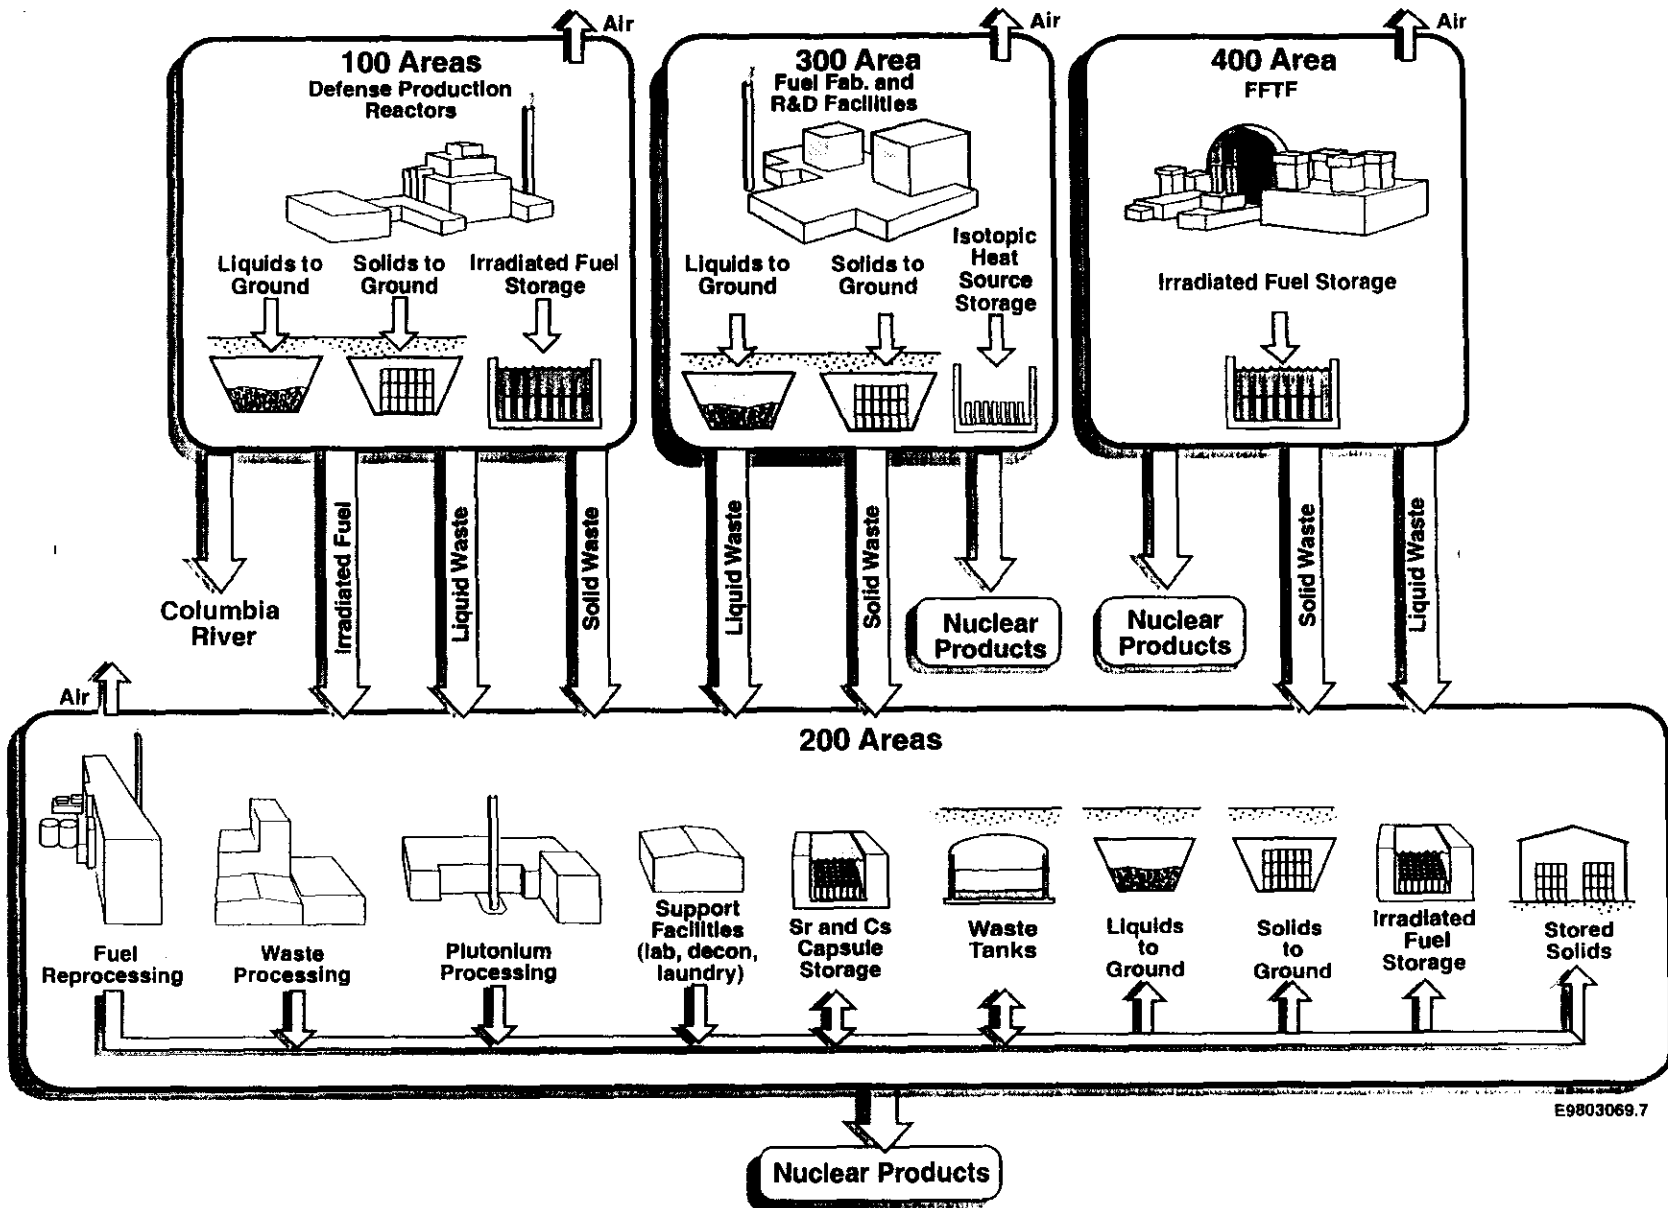 Air
100 Areas
Defense Production
Reactors
Liquids to
Ground
Solids to
Ground
Irradiated Fuel
Storage
Air
300 Area
Fuel Fab. and
R&D Facilities
Liquids to
Ground
Solids to
Ground
Isotopic
Heat
Source
Storage
Air
400 Area
FFTF
Irradiated Fuel Storage
Columbia
River
Irradiated Fuel
Liquid Waste
Solid Waste
Liquid Waste
Solid Waste
Nuclear
Products
Nuclear
Products
Solid Waste
Liquid Waste
Air
200 Areas
Fuel
Reprocessing
Waste
Processing
Plutonium
Processing
Support
Facilities
(lab, decon,
laundry)
Sr and Cs
Capsule
Storage
Waste
Tanks
Liquids
to
Ground
Solids
to
Ground
Irradiated
Fuel
Storage
Stored
Solids
E9803069.7
Nuclear Products